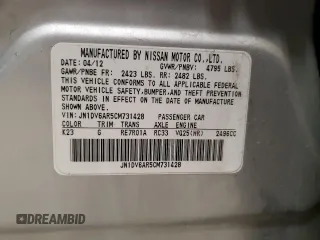 MANUFACTURED BY NISSAN MOTOR CO.,LTD.
DATE: 04/12 GVWR/PNBV: 4795 LBS.
GAWR/PNBE FR: 2423 LBS. RR: 2482 LBS.
THIS VEHICLE CONFORMS TO ALL APPLICABLE FEDERAL
MOTOR VEHICLE SAFETY, BUMPER, AND THEFT PREVENTION
STANDARDS IN EFFECT ON THE DATE OF MANUFACTURE
SHOWN ABOVE.
VIN: JN1DV6AR5CM731428 PASSENGER CAR
COLOR TRIM TRANS AXLE ENGINE
K23 G RE7R01A RC33 VQ25(HR) 2496CC
JN1DV6AR5CM731428
DREAMBID